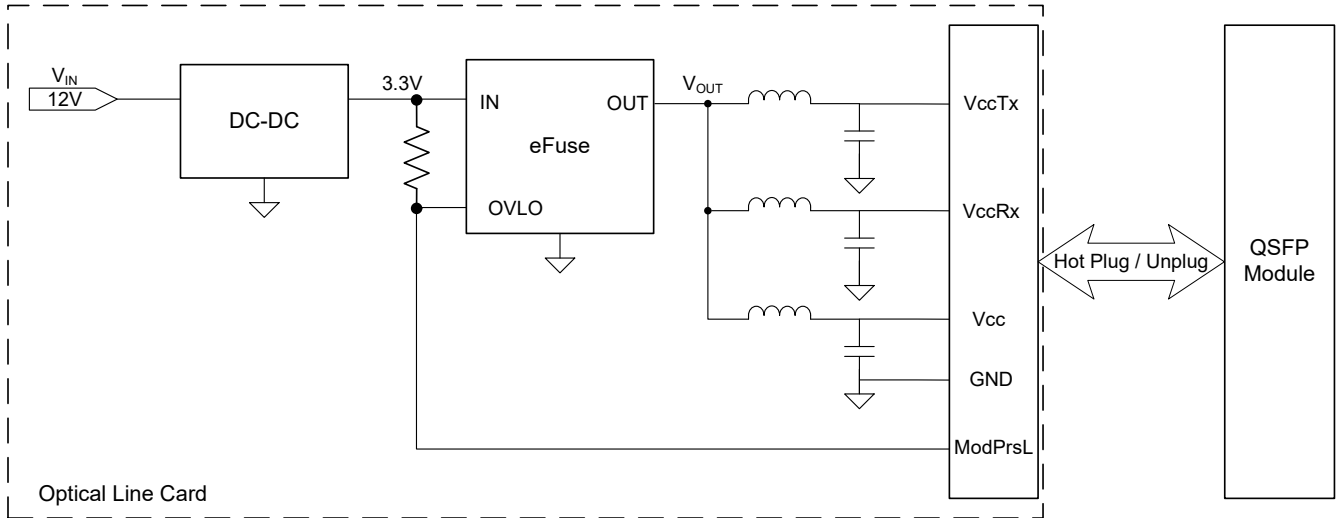 VIN
12V
DC-DC
3.3V
IN
OUT
eFuse
OVLO
VOUT
VccTx
VccRx
Vcc
GND
ModPrsL
Hot Plug / Unplug
QSFP
Module
Optical Line Card